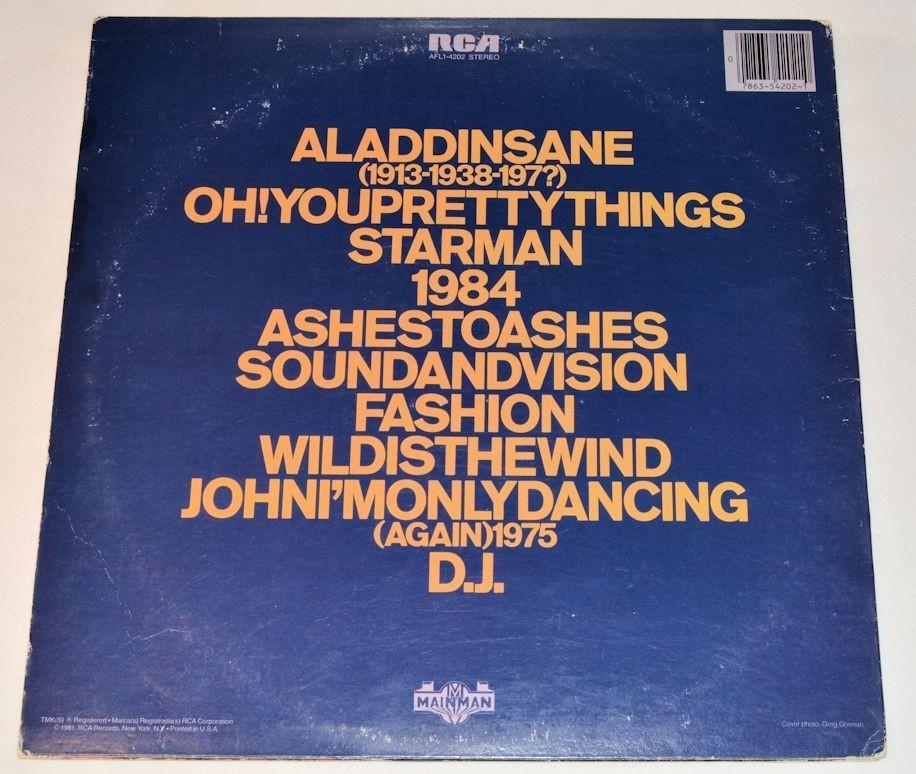 RCA
AFL1-4202 STEREO
0 7863-54202-1
ALADDINSANE
(1913-1938-197?)
OH!YOUPRETTYTHINGS
STARMAN
1984
ASHESTOASHES
SOUNDANDVISION
FASHION
WILDISTHEWIND
JOHNI'MONLYDANCING
(AGAIN)1975
D.J.
M
MAINMAN
TMK(S) ® Registered • Marca(s) Registrada(s) RCA Corporation
©1981, RCA Records, New York, N.Y. • Printed in U.S.A.
Cover photo: Greg Gorman